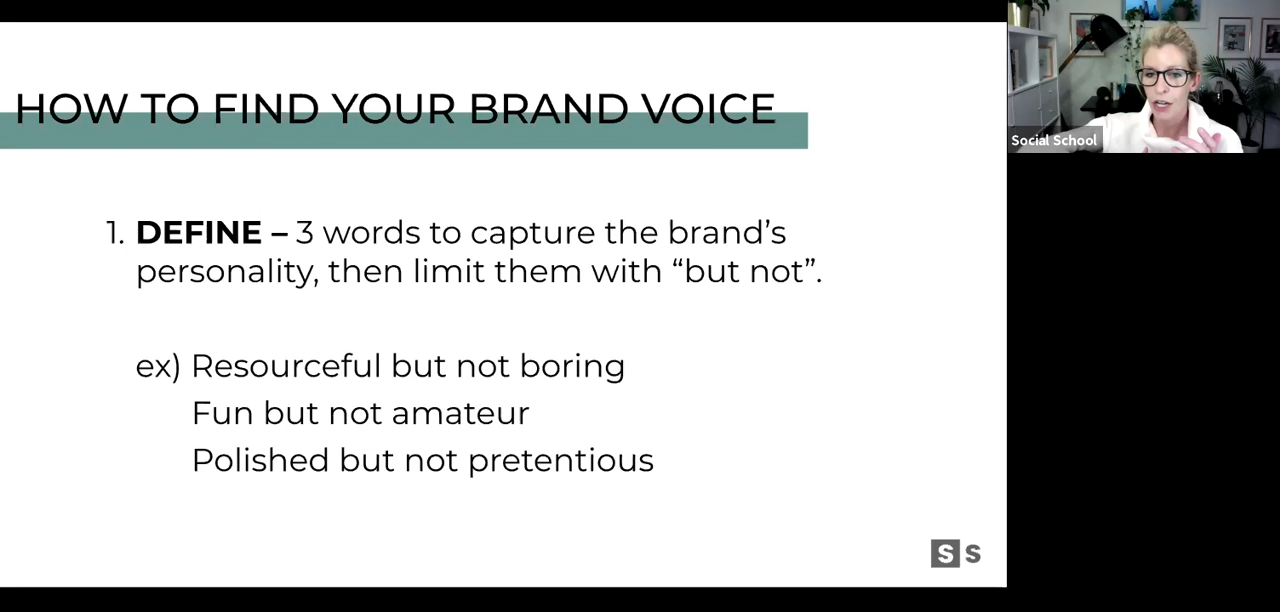 HOW TO FIND YOUR BRAND VOICE
1. DEFINE – 3 words to capture the brand’s
personality, then limit them with “but not”.
ex) Resourceful but not boring
Fun but not amateur
Polished but not pretentious
S S
Social School